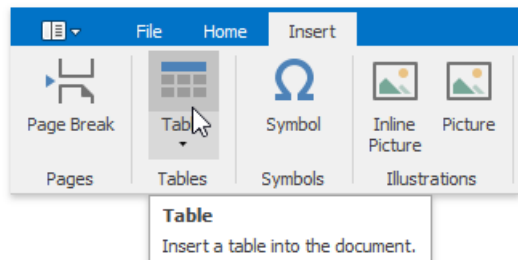 File Home Insert
Page Break
Table
Symbol
Inline Picture
Picture
Pages Tables Symbols Illustrations
Table
Insert a table into the document.